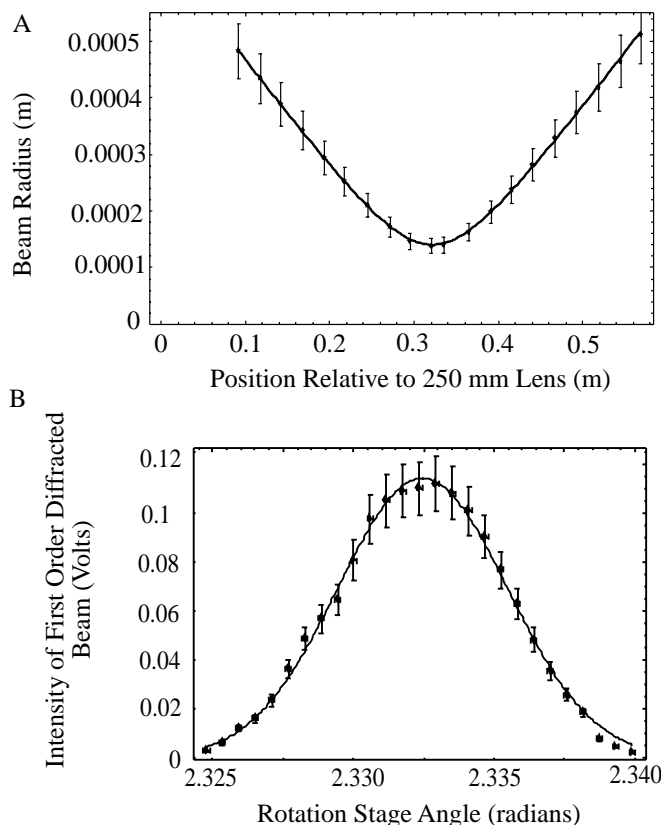 A
0.0005
0.0004
0.0003
0.0002
0.0001
0
Beam Radius (m)
0 0.1 0.2 0.3 0.4 0.5
Position Relative to 250 mm Lens (m)
B
0.12
0.1
0.08
0.06
0.04
0.02
0
Intensity of First Order Diffracted
Beam (Volts)
2.325 2.330 2.335 2.340
Rotation Stage Angle (radians)